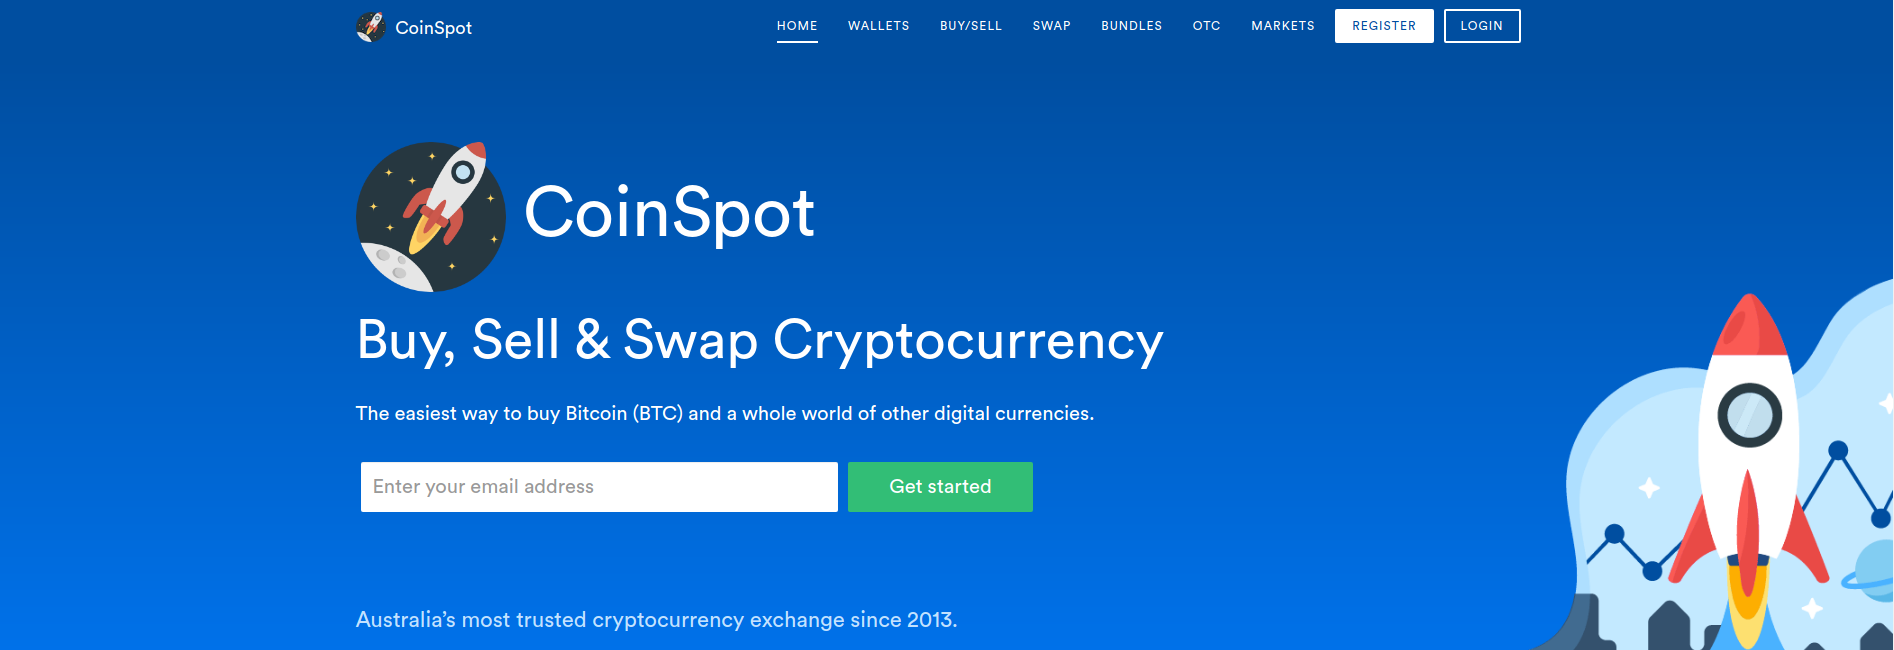 CoinSpot
HOME WALLETS BUY/SELL SWAP BUNDLES OTC MARKETS REGISTER LOGIN
CoinSpot
Buy, Sell & Swap Cryptocurrency
The easiest way to buy Bitcoin (BTC) and a whole world of other digital currencies.
Enter your email address
Get started
Australia’s most trusted cryptocurrency exchange since 2013.